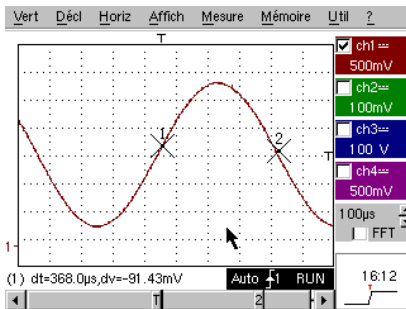 Vert Décl Horiz Affich Mesure Mémoire Util ?
T
ch1
500mV
ch2
100mV
ch3
100 V
ch4
500mV
1
2
T
1
100µs
FFT
(1) dt=368.0µs,dv=-91.43mV
Auto 1 RUN
16:12
T
T
2